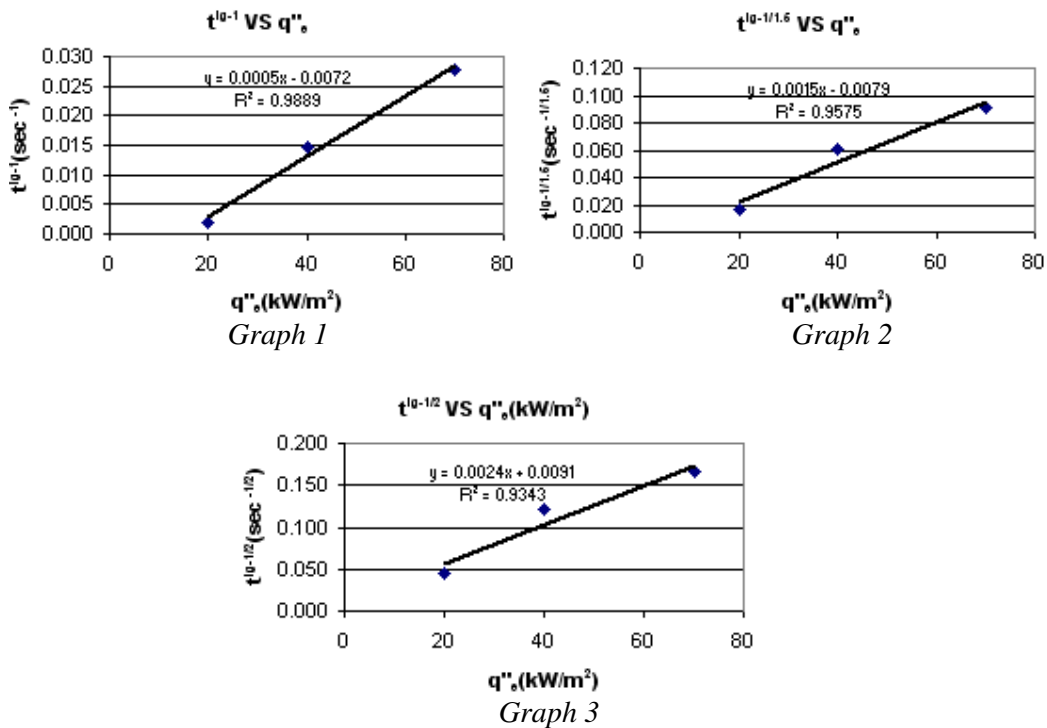 t^ig-1 VS q"e
0.030
0.025
0.020
0.015
0.010
0.005
0.000
y = 0.0005x - 0.0072
R² = 0.9889
t^ig-1 (sec^-1)
0 20 40 60 80
q"e(kW/m²)
Graph 1
t^ig-1/1.5 VS q"e
0.120
0.100
0.080
0.060
0.040
0.020
0.000
y = 0.0015x - 0.0079
R² = 0.9575
t^ig-1/1.5 (sec^-1/1.5)
0 20 40 60 80
q"e(kW/m²)
Graph 2
t^ig-1/2 VS q"e(kW/m²)
0.200
0.150
0.100
0.050
0.000
y = 0.0024x + 0.0091
R² = 0.9343
t^ig-1/2 (sec^-1/2)
0 20 40 60 80
q"e(kW/m²)
Graph 3